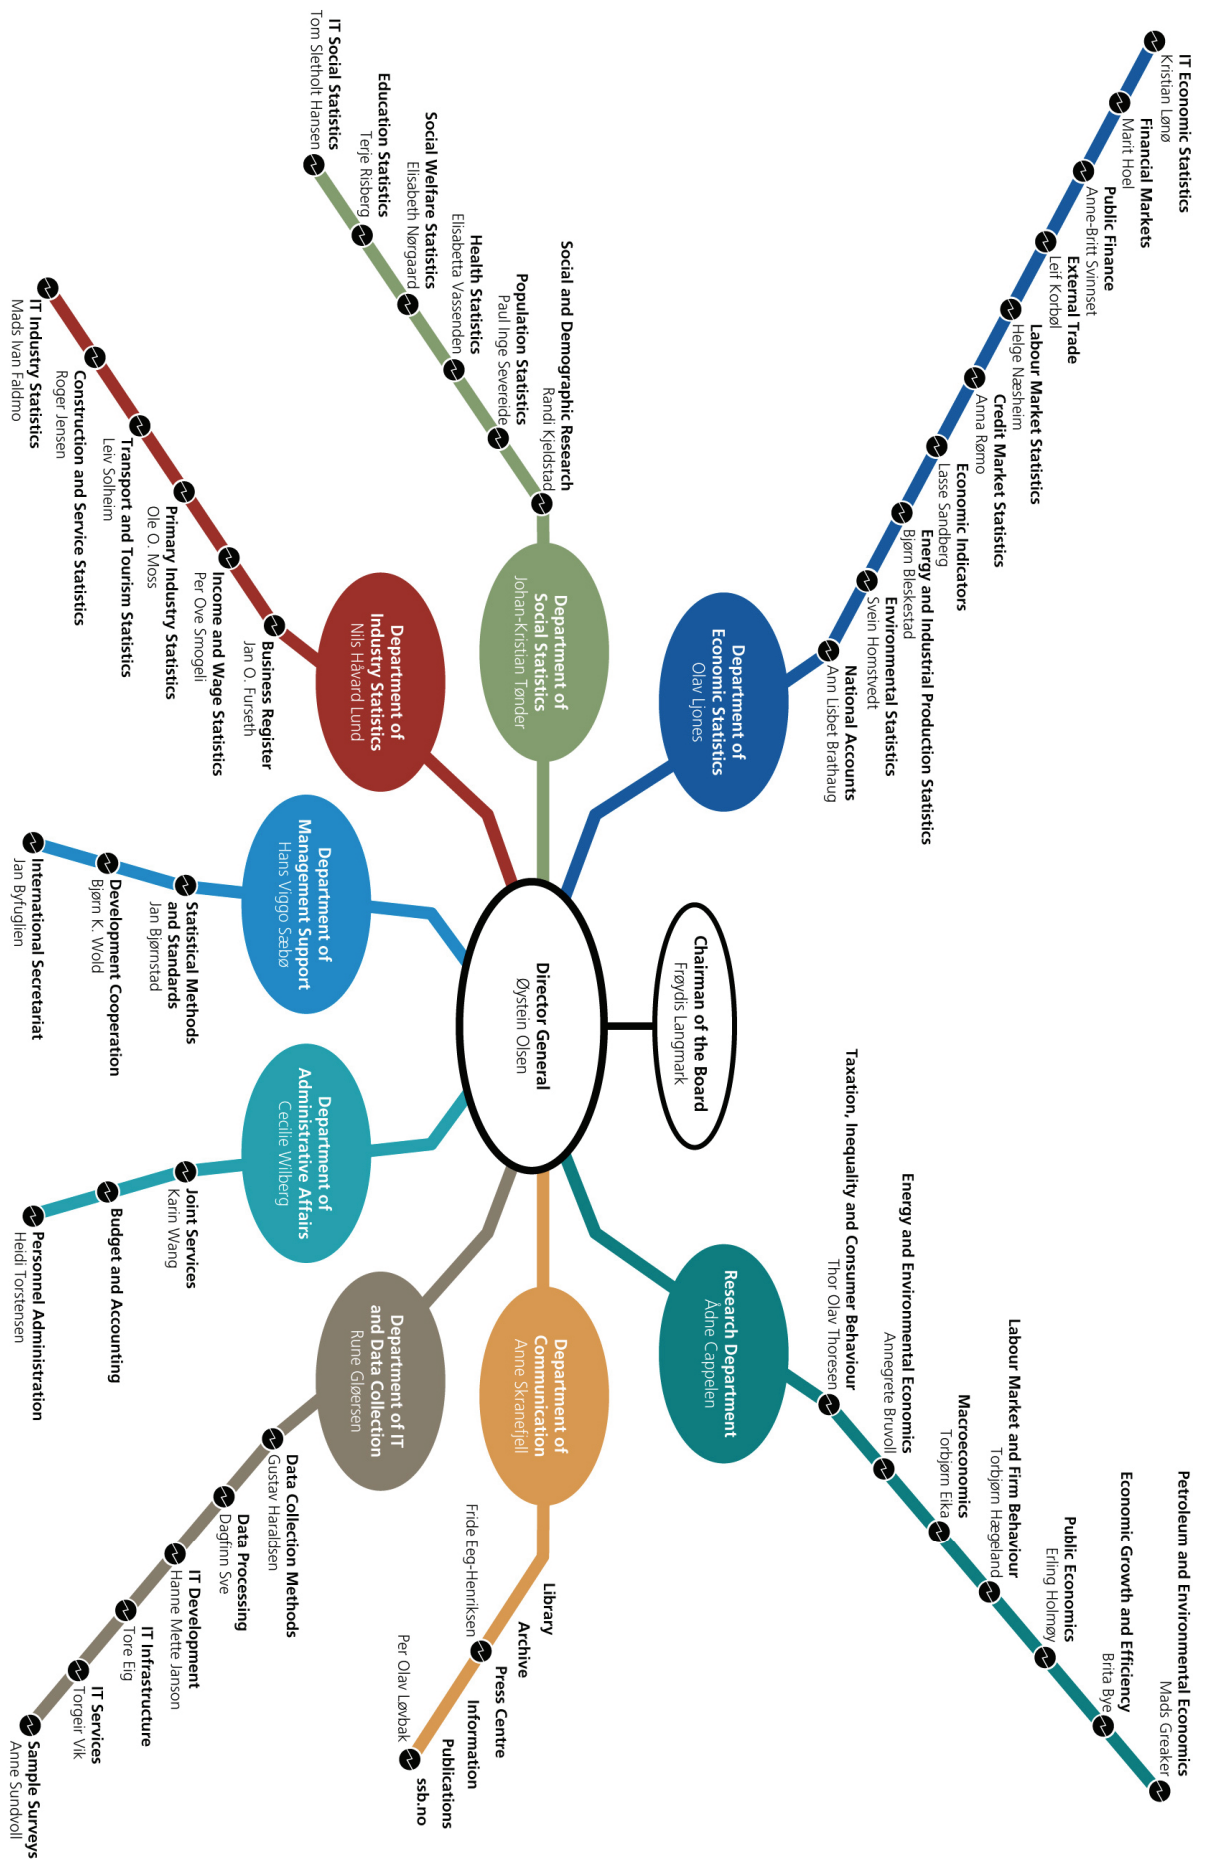 Chairman of the Board
Frøydis Langmark
Director General
Øystein Olsen
Department of
Economic Statistics
Olav Ljones
IT Economic Statistics
Kristian Lønø
Financial Markets
Marit Hoel
Public Finance
Anne-Britt Svinnset
External Trade
Leif Korbøl
Labour Market Statistics
Helge Næsheim
Credit Market Statistics
Anna Rømo
Economic Indicators
Lasse Sandberg
Energy and Industrial Production Statistics
Bjørn Bleskestad
Environmental Statistics
Svein Homstvedt
National Accounts
Ann Lisbet Brathaug
Department of
Social Statistics
Johan-Kristian Tønder
IT Social Statistics
Tom Sletholt Hansen
Education Statistics
Terje Risberg
Social Welfare Statistics
Elisabeth Nørgaard
Health Statistics
Elisabetta Vassenden
Population Statistics
Paul Inge Severeide
Social and Demographic Research
Randi Kjeldstad
Department of
Industry Statistics
Nils Håvard Lund
IT Industry Statistics
Mads Ivan Faldmo
Construction and Service Statistics
Roger Jensen
Transport and Tourism Statistics
Leiv Solheim
Primary Industry Statistics
Ole O. Moss
Income and Wage Statistics
Per Ove Smogeli
Business Register
Jan O. Furseth
Department of
Management Support
Hans Viggo Sæbø
Statistical Methods
and Standards
Jan Bjørnstad
Development Cooperation
Bjørn K. Wold
International Secretariat
Jan Byfuglien
Department of
Administrative Affairs
Cecilie Wilberg
Joint Services
Karin Wang
Budget and Accounting
Personnel Administration
Heidi Torstensen
Department of IT
and Data Collection
Rune Gløersen
Data Collection Methods
Gustav Haraldsen
Data Processing
Dagfinn Sve
IT Development
Hanne Mette Janson
IT Infrastructure
Tore Eig
IT Services
Torgeir Vik
Sample Surveys
Anne Sundvoll
Department of
Communication
Anne Skranefjell
Library
Archive
Press Centre
Fride Eeg-Henriksen
Information
Publications
ssb.no
Per Olav Løvbak
Research Department
Ådne Cappelen
Taxation, Inequality and Consumer Behaviour
Thor Olav Thoresen
Energy and Environmental Economics
Annegrete Bruvoll
Macroeconomics
Torbjørn Eika
Labour Market and Firm Behaviour
Torbjørn Hægeland
Public Economics
Erling Holmøy
Economic Growth and Efficiency
Brita Bye
Petroleum and Environmental Economics
Mads Greaker